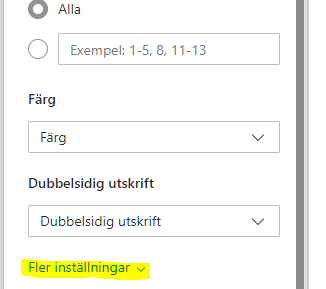 Alla
Exempel: 1-5, 8, 11-13
Färg
Färg
Dubbelsidig utskrift
Dubbelsidig utskrift
Fler inställningar